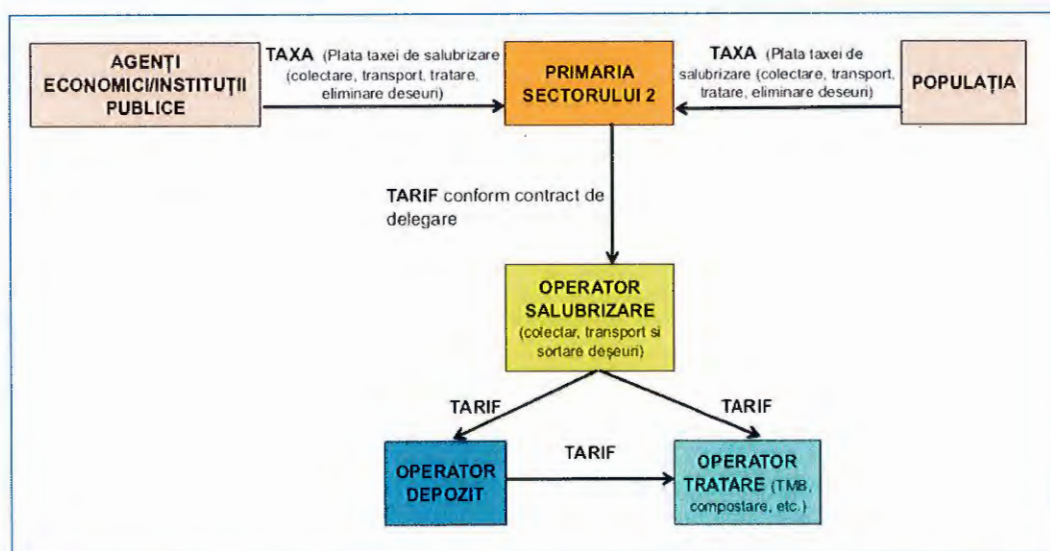 AGENȚI
ECONOMICI/INSTITUȚII
PUBLICE
TAXA (Plata taxei de salubrizare
(colectare, transport, tratare,
eliminare deseuri)
PRIMARIA
SECTORULUI 2
TAXA (Plata taxei de
salubrizare (colectare, transport,
tratare, eliminare deseuri)
POPULAȚIA
TARIF conform contract de
delegare
OPERATOR
SALUBRIZARE
(colectar, transport si
sortare deșeuri)
TARIF
TARIF
OPERATOR
DEPOZIT
TARIF
OPERATOR
TRATARE (TMB,
compostare, etc.)